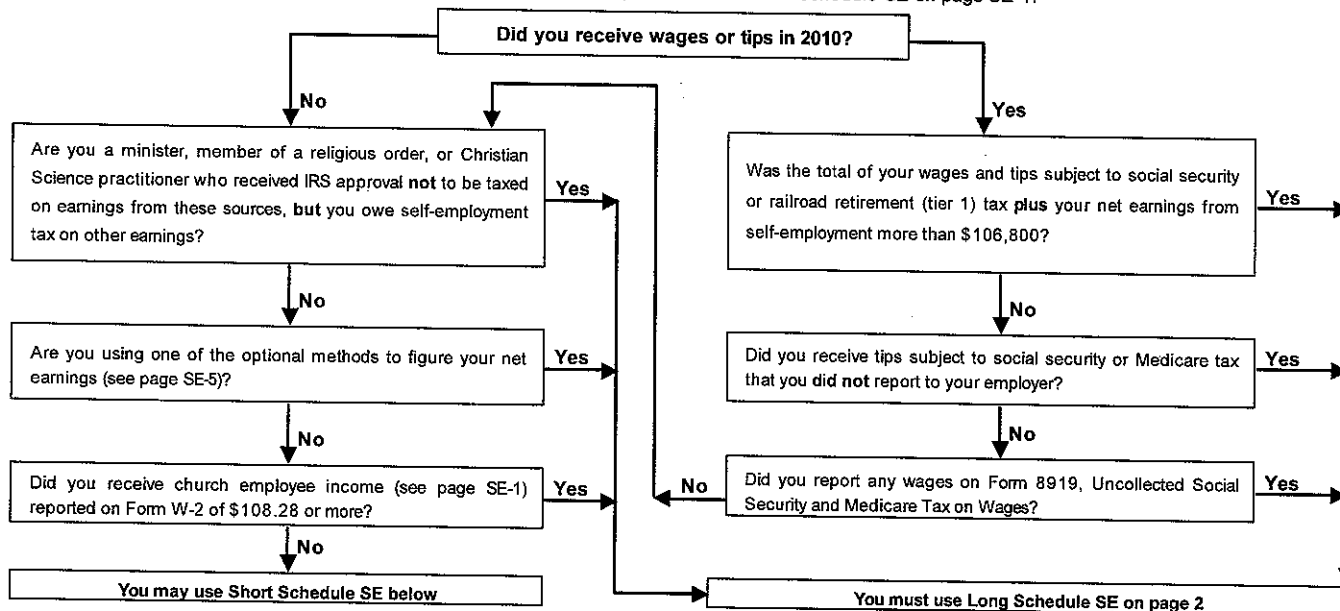 Did you receive wages or tips in 2010?
No
Yes
Are you a minister, member of a religious order, or Christian
Science practitioner who received IRS approval not to be taxed
on earnings from these sources, but you owe self-employment
tax on other earnings?
Yes
Was the total of your wages and tips subject to social security
or railroad retirement (tier 1) tax plus your net earnings from
self-employment more than $106,800?
Yes
No
No
Are you using one of the optional methods to figure your net
earnings (see page SE-5)?
Yes
Did you receive tips subject to social security or Medicare tax
that you did not report to your employer?
Yes
No
No
Did you receive church employee income (see page SE-1)
reported on Form W-2 of $108.28 or more?
Yes
No
Did you report any wages on Form 8919, Uncollected Social
Security and Medicare Tax on Wages?
Yes
No
You may use Short Schedule SE below
You must use Long Schedule SE on page 2